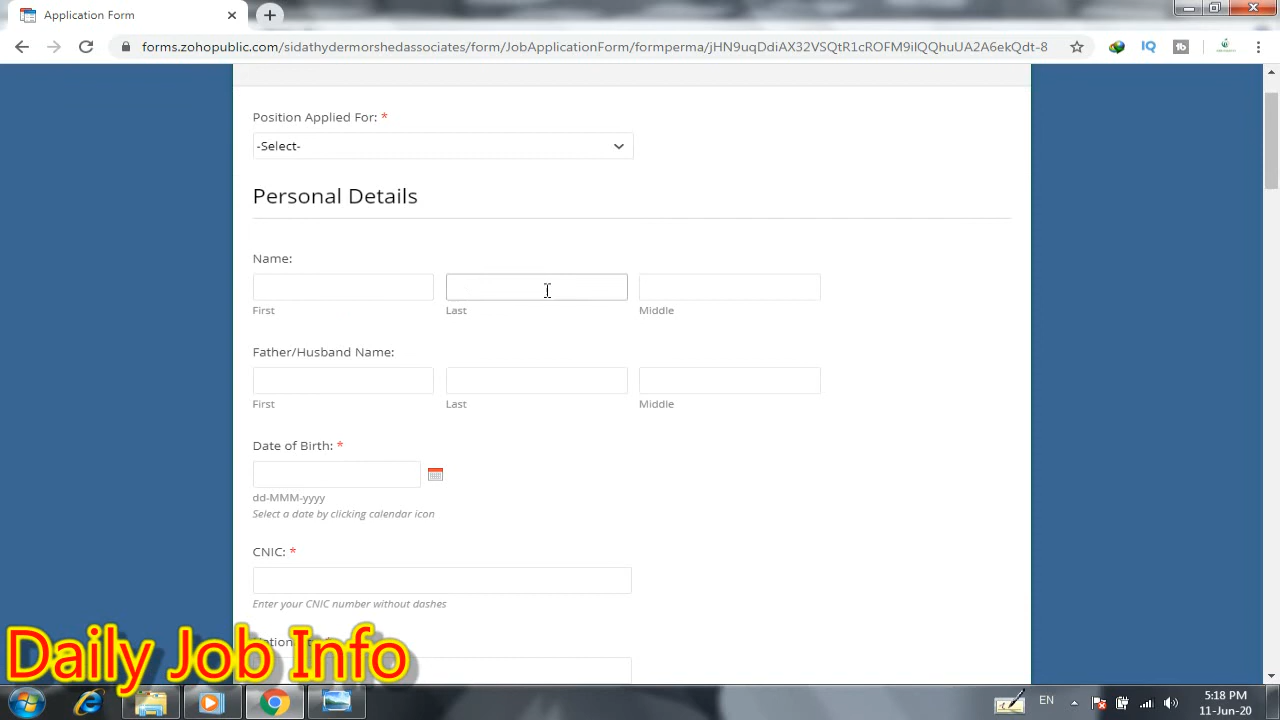 Application Form
forms.zohopublic.com/sidathydermorshedassociates/form/JobApplicationForm/formperma/jHN9uqDdiAX32VSQtR1cROFM9ilQQhuUA2A6ekQdt-8
Position Applied For: *
-Select-
Personal Details
Name:
First Last Middle
Father/Husband Name:
First Last Middle
Date of Birth: *
dd-MMM-yyyy
Select a date by clicking calendar icon
CNIC: *
Enter your CNIC number without dashes
Daily Job Info
EN
5:18 PM
11-Jun-20